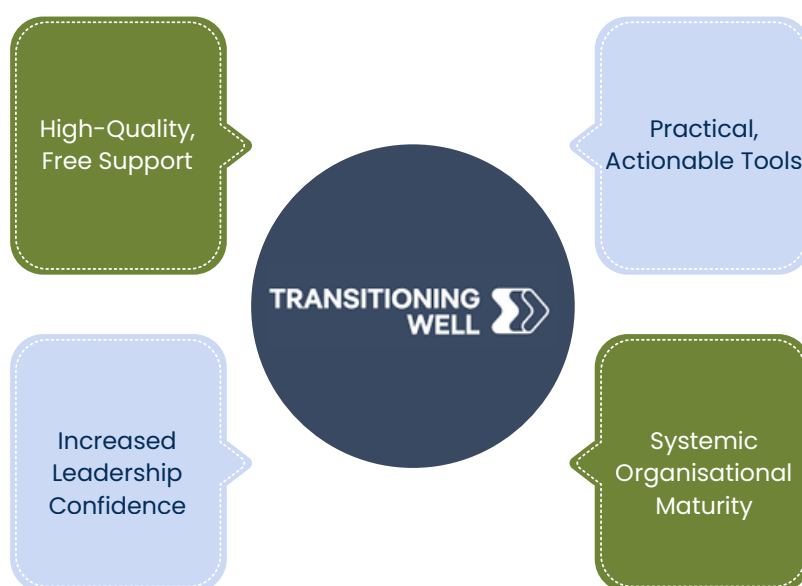 High-Quality,
Free Support
Practical,
Actionable Tools
TRANSITIONING
WELL
Increased
Leadership
Confidence
Systemic
Organisational
Maturity